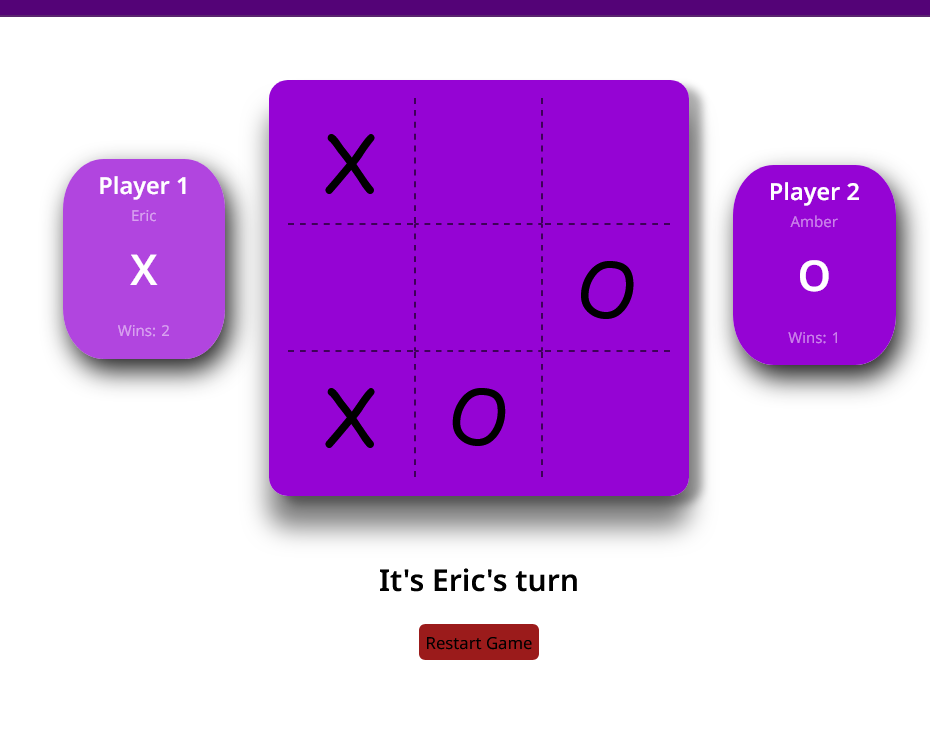 Player 1
Eric
X
Wins: 2
X
O
X O
Player 2
Amber
O
Wins: 1
It's Eric's turn
Restart Game